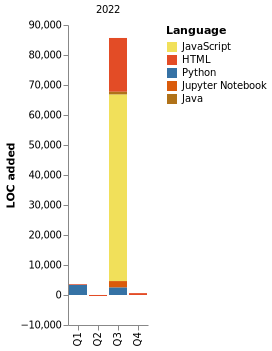 2022
90,000
80,000
70,000
60,000
50,000
40,000
30,000
20,000
10,000
0
−10,000
LOC added
Q1
Q2
Q3
Q4
Language
JavaScript
HTML
Python
Jupyter Notebook
Java